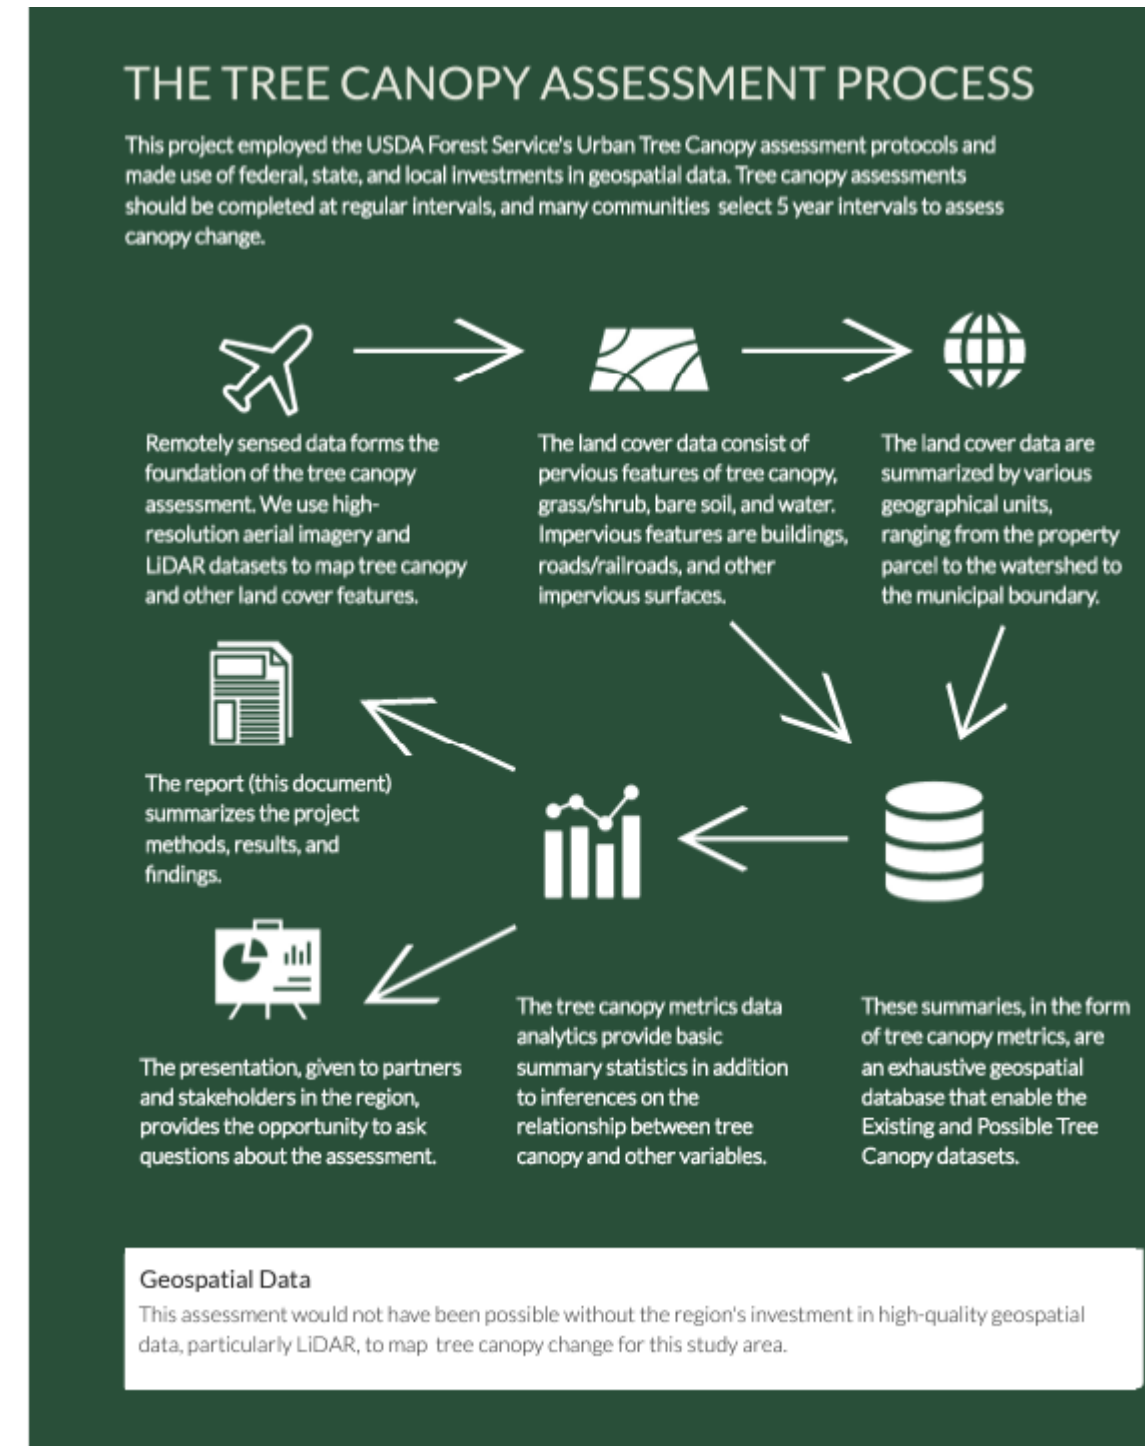 THE TREE CANOPY ASSESSMENT PROCESS
This project employed the USDA Forest Service's Urban Tree Canopy assessment protocols and
made use of federal, state, and local investments in geospatial data. Tree canopy assessments
should be completed at regular intervals, and many communities select 5 year intervals to assess
canopy change.
Remotely sensed data forms the
foundation of the tree canopy
assessment. We use high-
resolution aerial imagery and
LiDAR datasets to map tree canopy
and other land cover features.
The land cover data consist of
pervious features of tree canopy,
grass/shrub, bare soil, and water.
Impervious features are buildings,
roads/railroads, and other
impervious surfaces.
The land cover data are
summarized by various
geographical units,
ranging from the property
parcel to the watershed to
the municipal boundary.
The report (this document)
summarizes the project
methods, results, and
findings.
The presentation, given to partners
and stakeholders in the region,
provides the opportunity to ask
questions about the assessment.
The tree canopy metrics data
analytics provide basic
summary statistics in addition
to inferences on the
relationship between tree
canopy and other variables.
These summaries, in the form
of tree canopy metrics, are
an exhaustive geospatial
database that enable the
Existing and Possible Tree
Canopy datasets.
Geospatial Data
This assessment would not have been possible without the region's investment in high-quality geospatial
data, particularly LiDAR, to map tree canopy change for this study area.